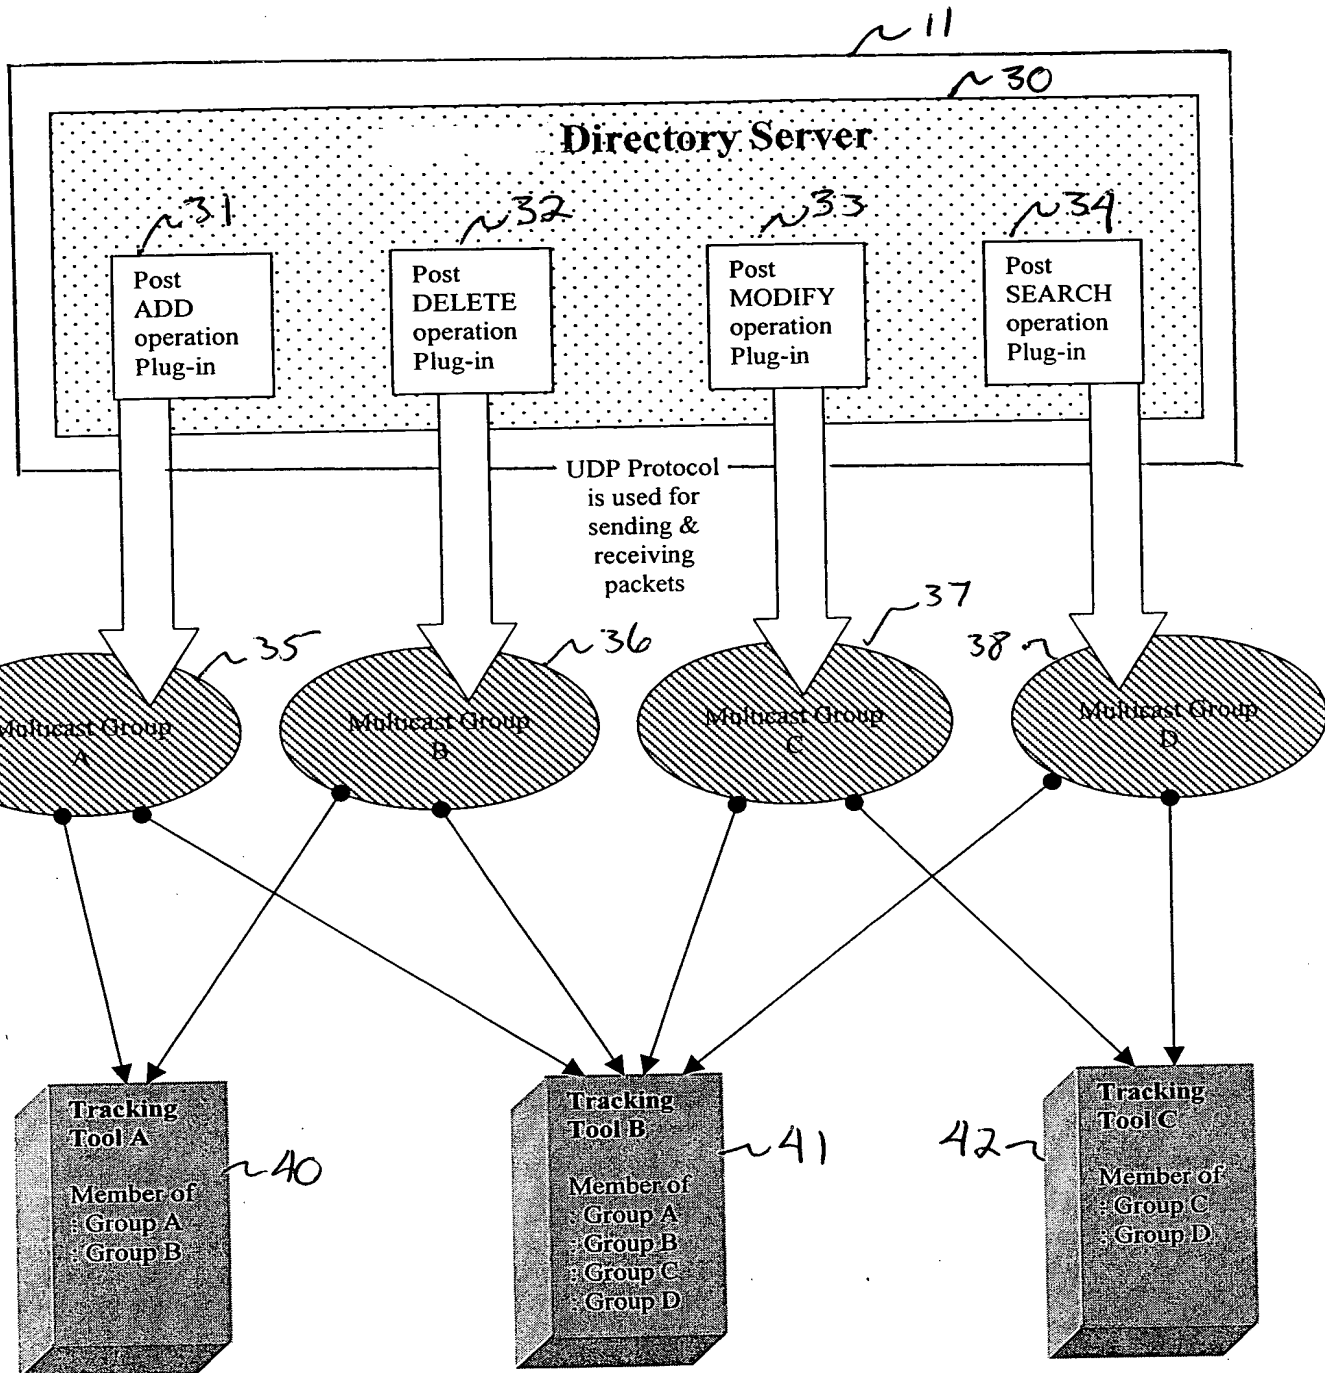 11
30
Directory Server
31
32
33
34
Post
ADD
operation
Plug-in
Post
DELETE
operation
Plug-in
Post
MODIFY
operation
Plug-in
Post
SEARCH
operation
Plug-in
UDP Protocol
is used for
sending &
receiving
packets
35
36
37
38
Multicast Group
A
Multicast Group
B
Multicast Group
C
Multicast Group
D
Tracking
Tool A
Member of
: Group A
: Group B
40
Tracking
Tool B
Member of
: Group A
: Group B
: Group C
: Group D
41
42
Tracking
Tool C
Member of
: Group C
: Group D